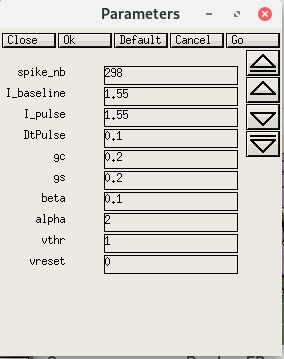 Parameters
Close Ok Default Cancel Go
spike_nb 298
I_baseline 1.55
I_pulse 1.55
DtPulse 0.1
gc 0.2
gs 0.2
beta 0.1
alpha 2
vthr 1
vreset 0